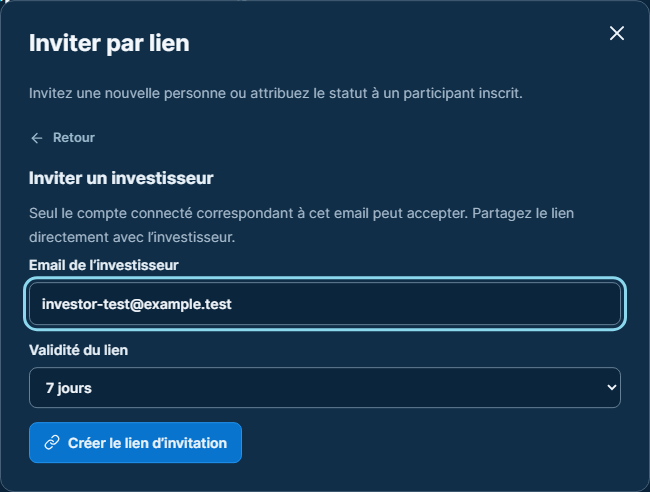 Inviter par lien
Invitez une nouvelle personne ou attribuez le statut à un participant inscrit.
Retour
Inviter un investisseur
Seul le compte connecté correspondant à cet email peut accepter. Partagez le lien
directement avec l’investisseur.
Email de l’investisseur
investor-test@example.test
Validité du lien
7 jours
Créer le lien d’invitation